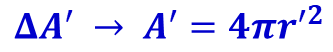 ΔA′ → A′ = 4πr′²